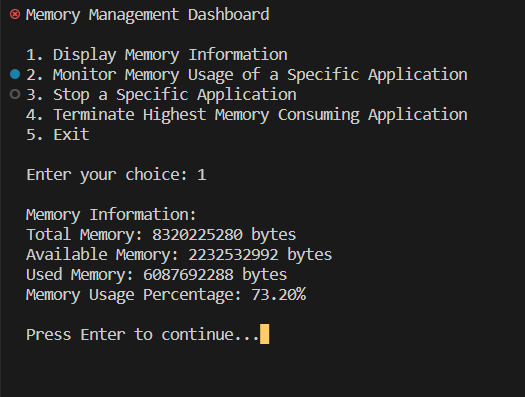 Memory Management Dashboard
1. Display Memory Information
2. Monitor Memory Usage of a Specific Application
3. Stop a Specific Application
4. Terminate Highest Memory Consuming Application
5. Exit
Enter your choice: 1
Memory Information:
Total Memory: 8320225280 bytes
Available Memory: 2232532992 bytes
Used Memory: 6087692288 bytes
Memory Usage Percentage: 73.20%
Press Enter to continue...